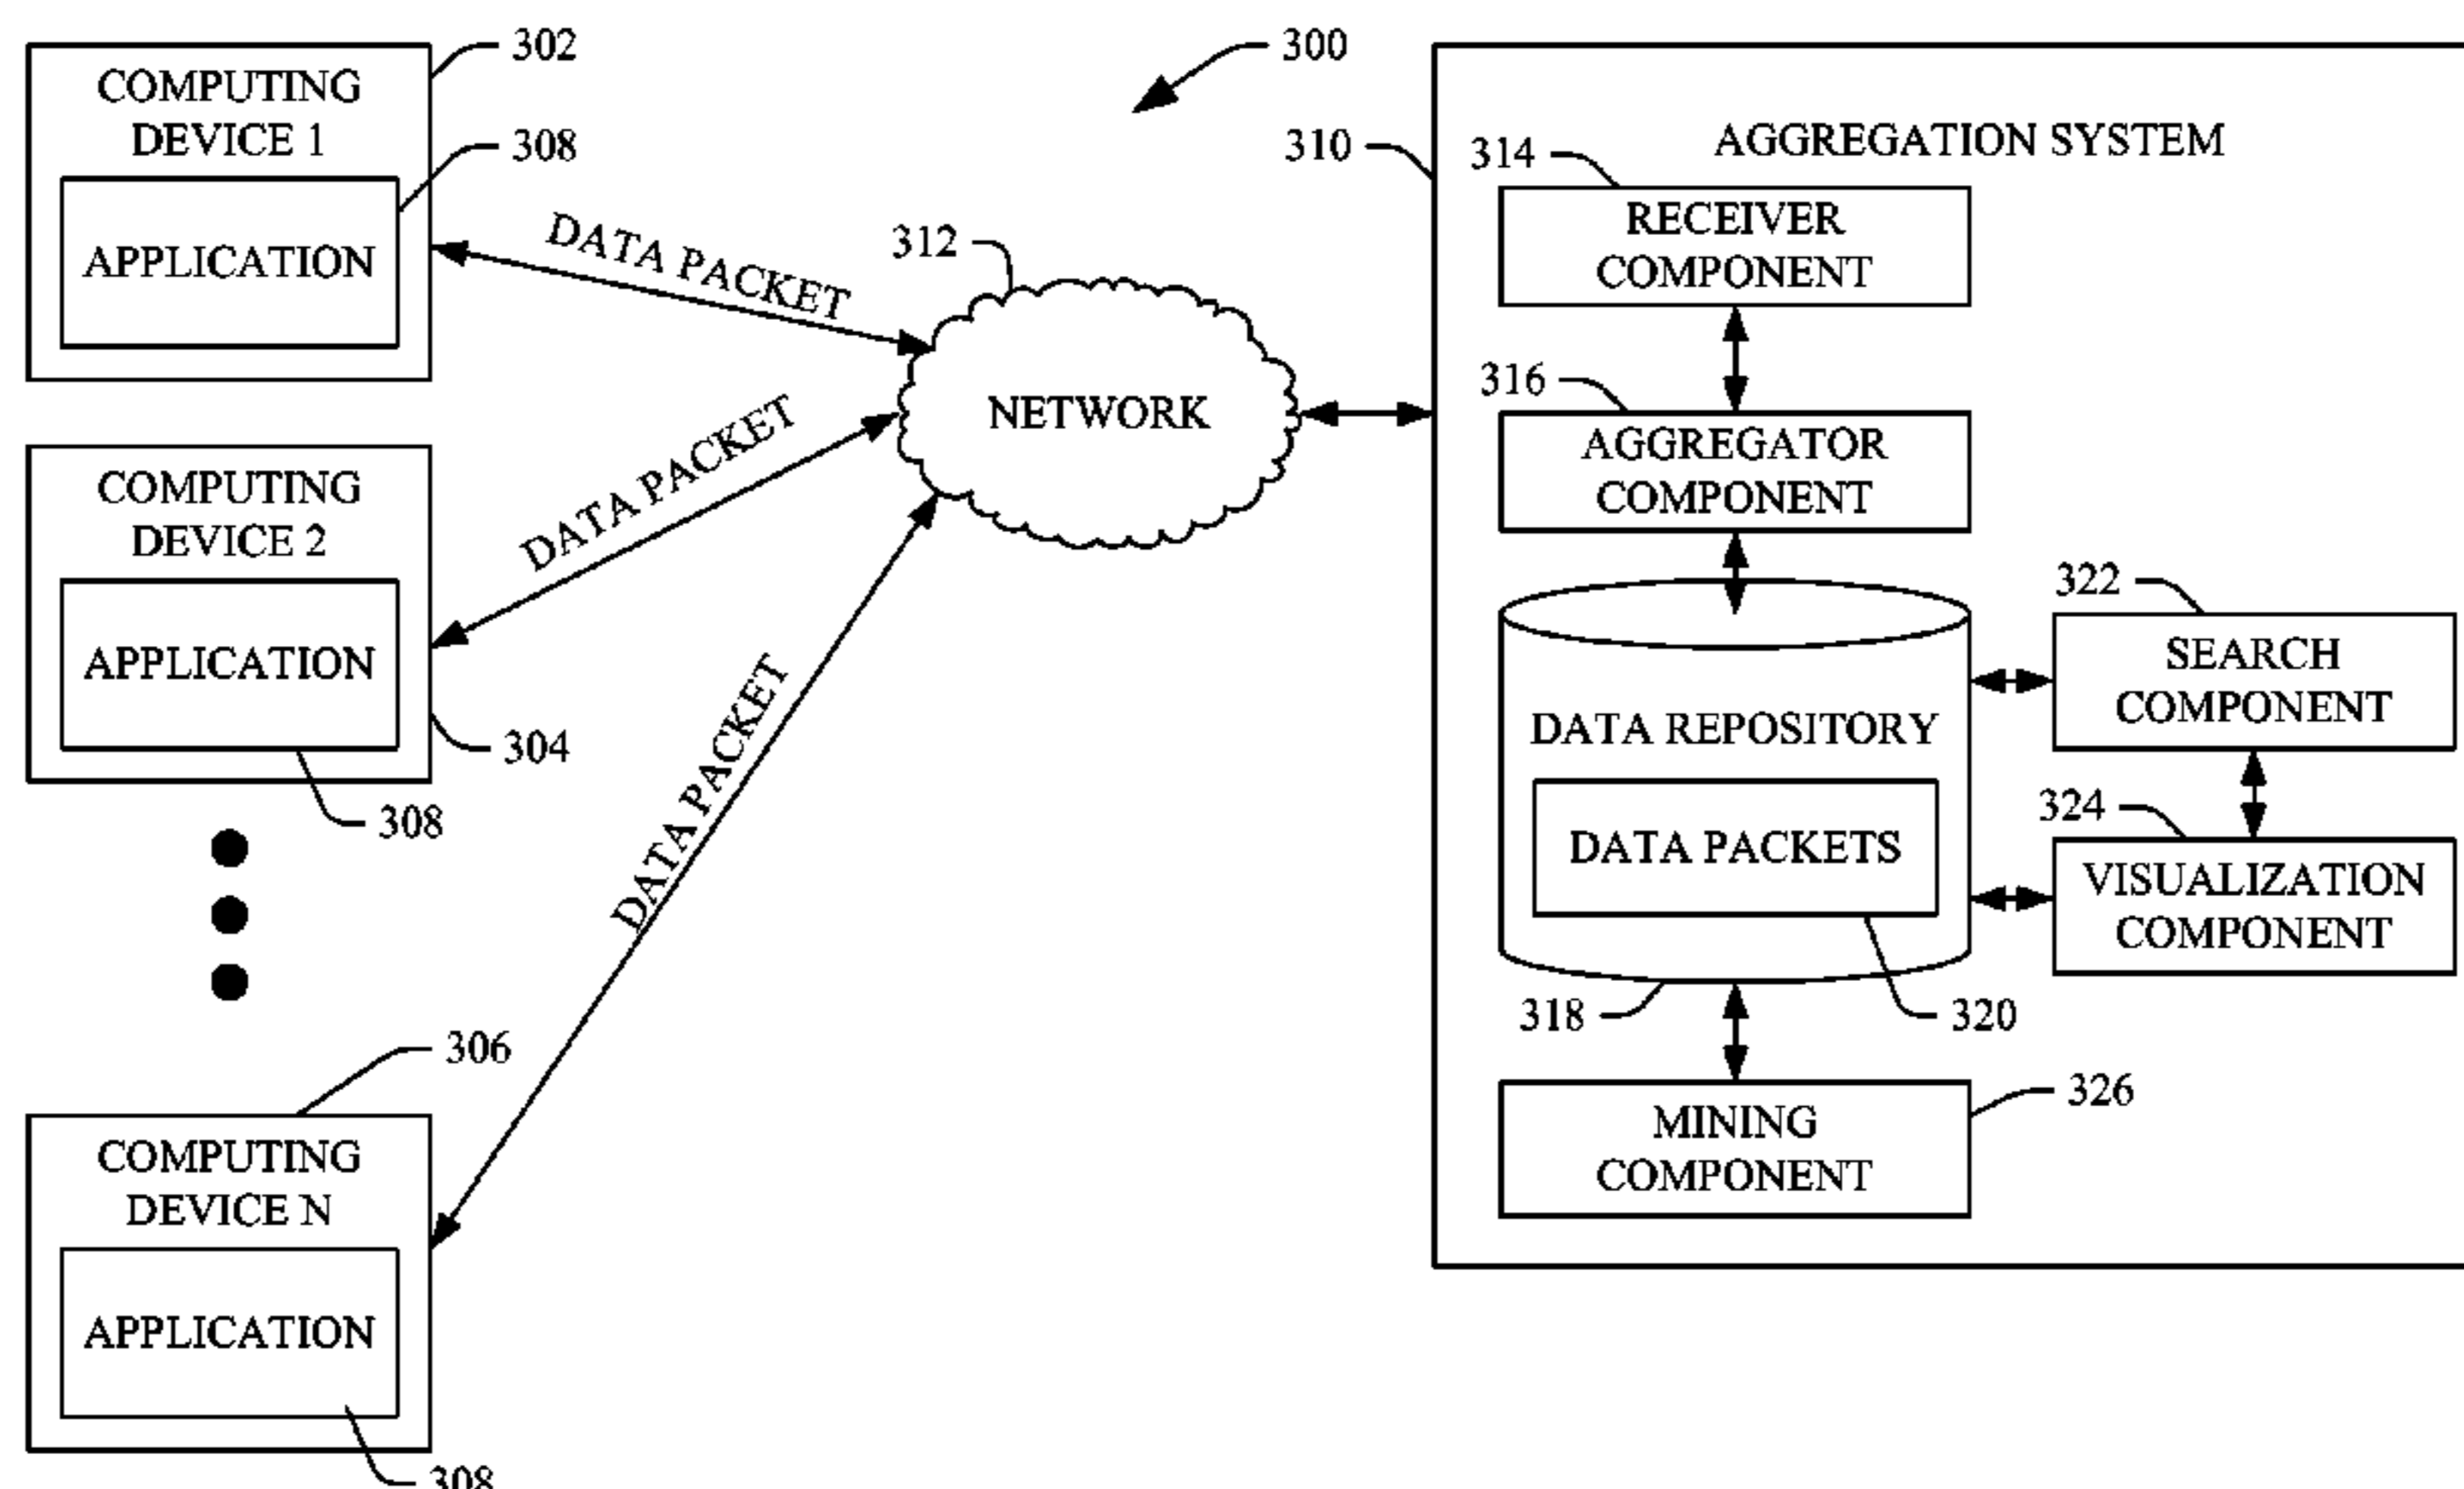 302
COMPUTING
DEVICE 1
308
APPLICATION
COMPUTING
DEVICE 2
APPLICATION
304
308
306
COMPUTING
DEVICE N
APPLICATION
308
DATA PACKET
DATA PACKET
DATA PACKET
300
312
NETWORK
310
AGGREGATION SYSTEM
314
RECEIVER
COMPONENT
316
AGGREGATOR
COMPONENT
322
SEARCH
COMPONENT
DATA REPOSITORY
DATA PACKETS
324
VISUALIZATION
COMPONENT
318
320
326
MINING
COMPONENT